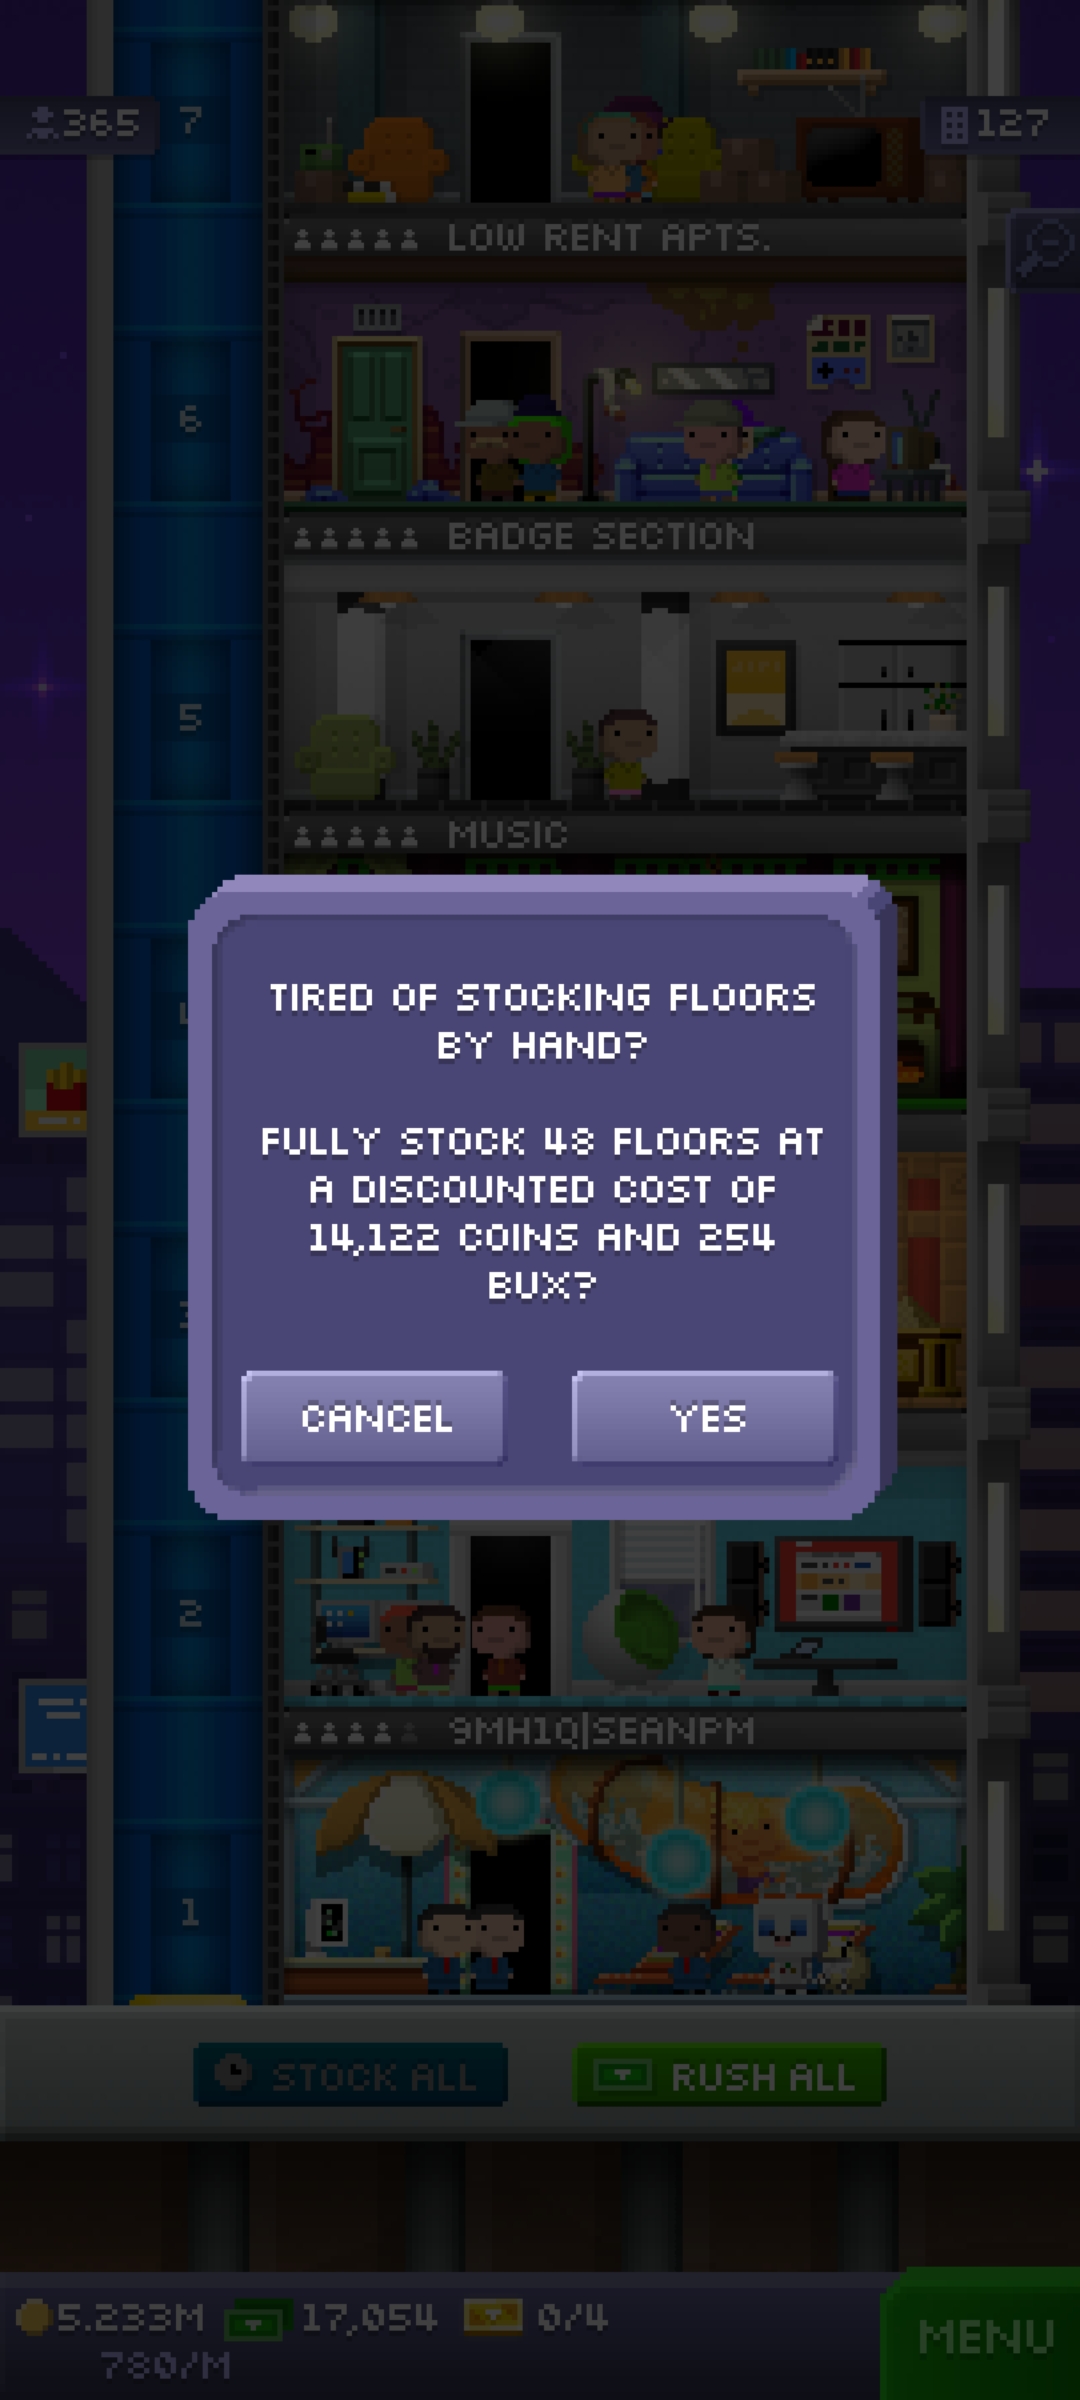 365
7
127
LOW RENT APTS.
6
BADGE SECTION
5
MUSIC
TIRED OF STOCKING FLOORS
BY HAND?
FULLY STOCK 48 FLOORS AT
A DISCOUNTED COST OF
14,122 COINS AND 254
BUX?
CANCEL
YES
2
9MH1Q|SEANPM
1
STOCK ALL
RUSH ALL
5.233M
17,054
0/4
780/M
MENU